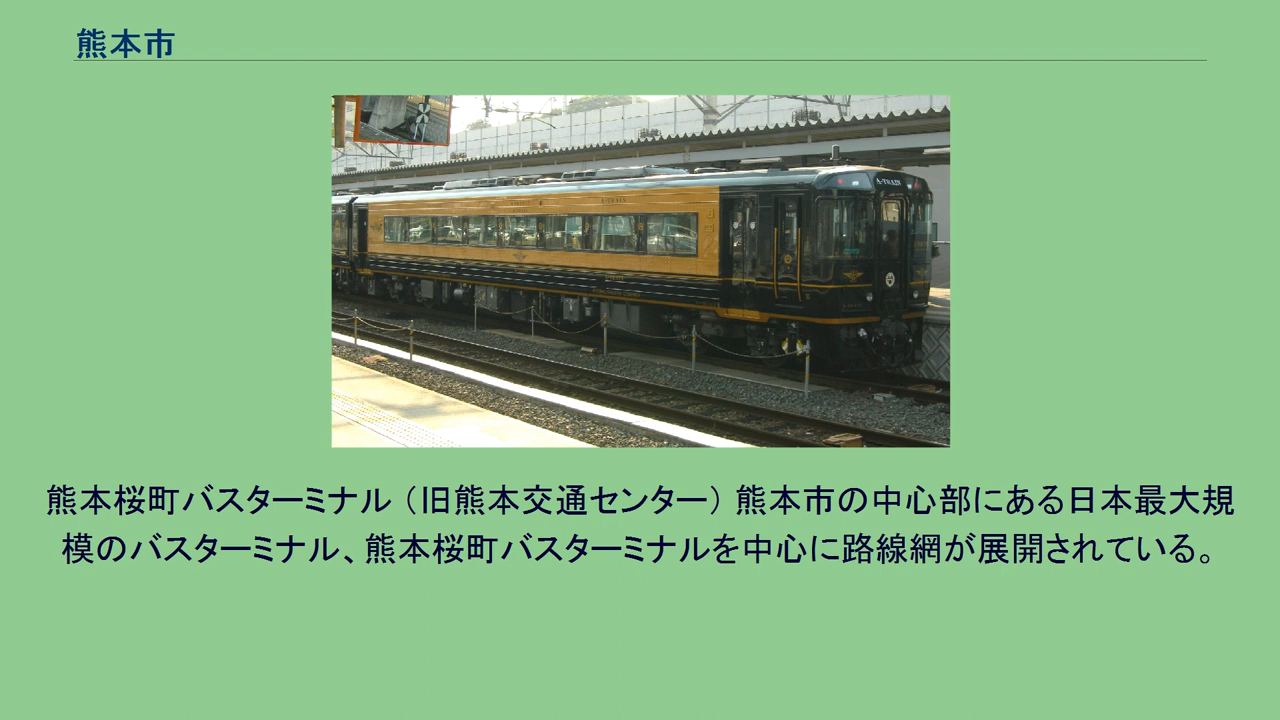 熊本市
A-TRAIN
熊本桜町バスターミナル（旧熊本交通センター）熊本市の中心部にある日本最大規
模のバスターミナル、熊本桜町バスターミナルを中心に路線網が展開されている。